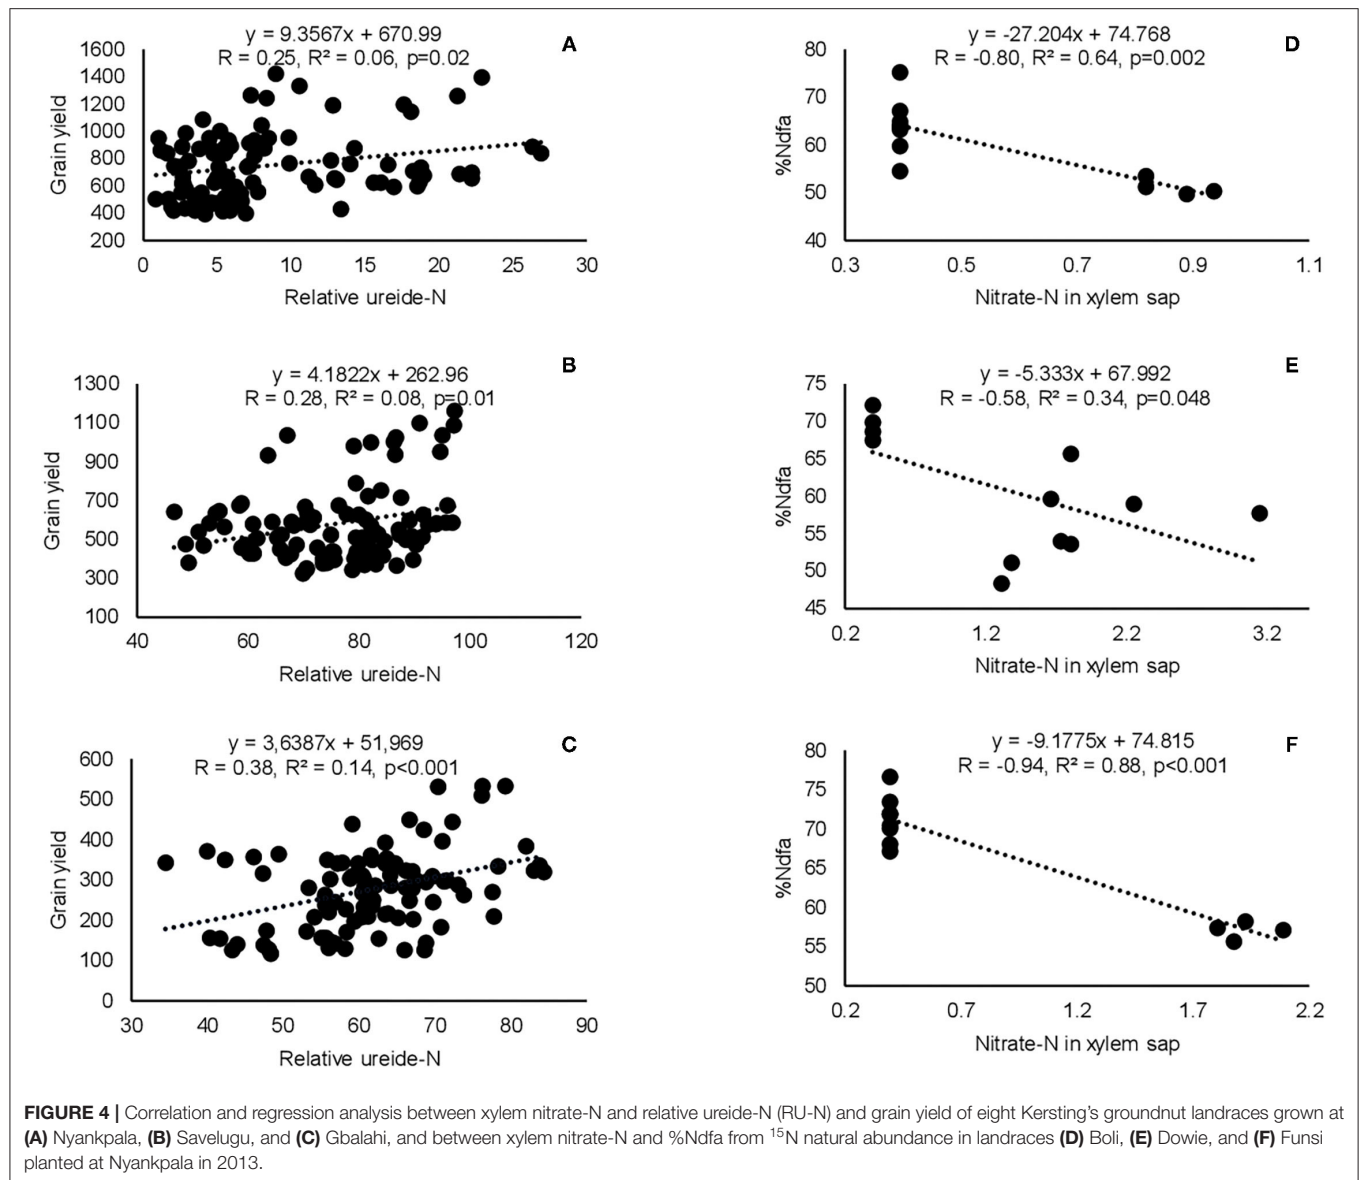 y = 9.3567x + 670.99
R = 0.25, R² = 0.06, p=0.02
A
1600
1400
1200
1000
800
600
400
200
Grain yield
0 5 10 15 20 25 30
Relative ureide-N
y = -27.204x + 74.768
R = -0.80, R² = 0.64, p=0.002
D
80
70
60
50
40
%Ndfa
0.3 0.5 0.7 0.9 1.1
Nitrate-N in xylem sap
y = 4.1822x + 262.96
R = 0.28, R² = 0.08, p=0.01
B
1300
1100
900
700
500
300
100
Grain yield
40 60 80 100 120
Relative ureide-N
y = -5.333x + 67.992
R = -0.58, R² = 0.34, p=0.048
E
75
70
65
60
55
50
45
%Ndfa
0.2 1.2 2.2 3.2
Nitrate-N in xylem sap
y = 3,6387x + 51,969
R = 0.38, R² = 0.14, p<0.001
C
600
500
400
300
200
100
0
Grain yield
30 40 50 60 70 80 90
Relative ureide-N
y = -9.1775x + 74.815
R = -0.94, R² = 0.88, p<0.001
F
80
75
70
65
60
55
50
%Ndfa
0.2 0.7 1.2 1.7 2.2
Nitrate-N in xylem sap
FIGURE 4 | Correlation and regression analysis between xylem nitrate-N and relative ureide-N (RU-N) and grain yield of eight Kersting's groundnut landraces grown at
(A) Nyankpala, (B) Savelugu, and (C) Gbalahi, and between xylem nitrate-N and %Ndfa from ¹⁵N natural abundance in landraces (D) Boli, (E) Dowie, and (F) Funsi
planted at Nyankpala in 2013.